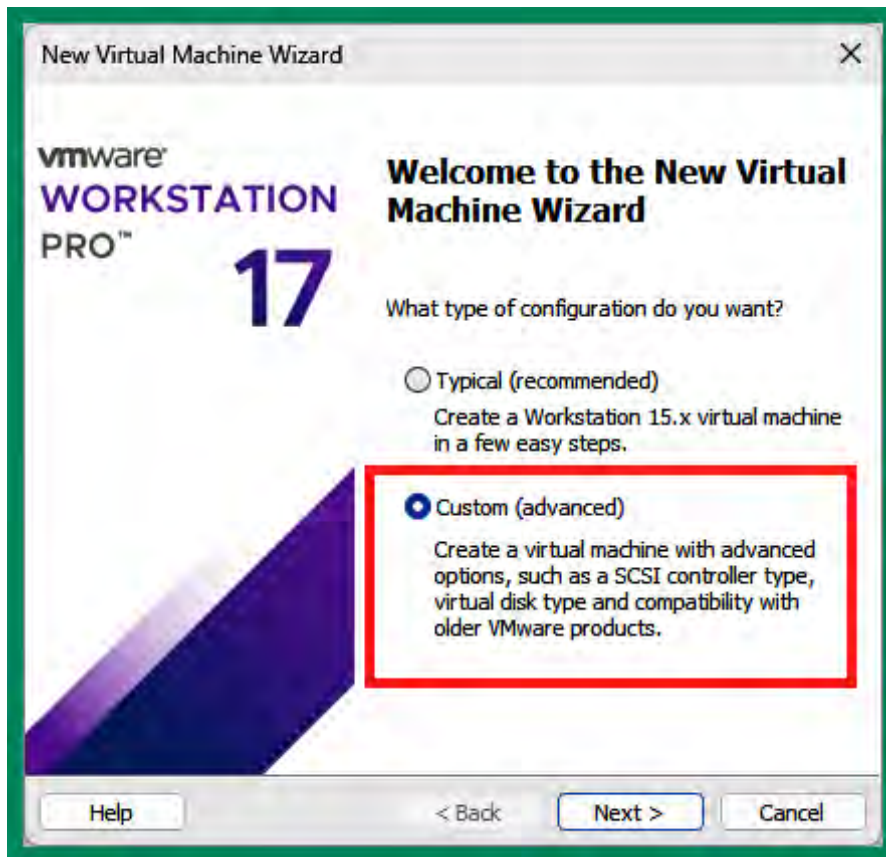 New Virtual Machine Wizard
vmware
WORKSTATION
PRO™
17
Welcome to the New Virtual
Machine Wizard
What type of configuration do you want?
Typical (recommended)
Create a Workstation 15.x virtual machine
in a few easy steps.
Custom (advanced)
Create a virtual machine with advanced
options, such as a SCSI controller type,
virtual disk type and compatibility with
older VMware products.
Help
< Back
Next >
Cancel